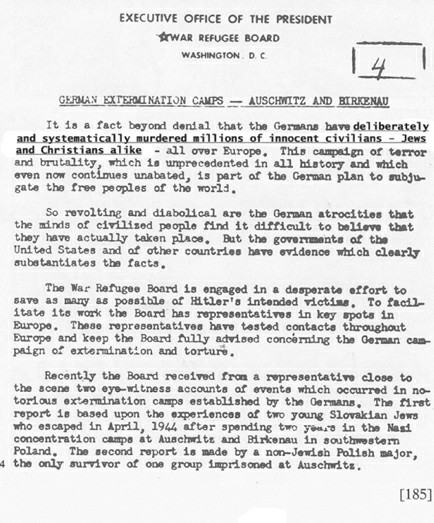 EXECUTIVE OFFICE OF THE PRESIDENT
WAR REFUGEE BOARD
WASHINGTON. D. C.
4
GERMAN EXTERMINATION CAMPS — AUSCHWITZ AND BIRKENAU
It is a fact beyond denial that the Germans have deliberately
and systematically murdered millions of innocent civilians - Jews
and Christians alike - all over Europe. This campaign of terror
and brutality, which is unprecedented in all history and which
even now continues unabated, is part of the German plan to subju-
gate the free peoples of the world.
So revolting and diabolical are the German atrocities that
the minds of civilized people find it difficult to believe that
they have actually taken place. But the governments of the
United States and of other countries have evidence which clearly
substantiates the facts.
The War Refugee Board is engaged in a desperate effort to
save as many as possible of Hitler's intended victims. To facil-
itate its work the Board has representatives in key spots in
Europe. These representatives have tested contacts throughout
Europe and keep the Board fully advised concerning the German cam-
paign of extermination and torture.
Recently the Board received from a representative close to
the scene two eye-witness accounts of events which occurred in no-
torious extermination camps established by the Germans. The first
report is based upon the experiences of two young Slovakian Jews
who escaped in April, 1944 after spending two years in the Nazi
concentration camps at Auschwitz and Birkenau in southwestern
Poland. The second report is made by a non-Jewish Polish major,
4 the only survivor of one group imprisoned at Auschwitz.
[185]